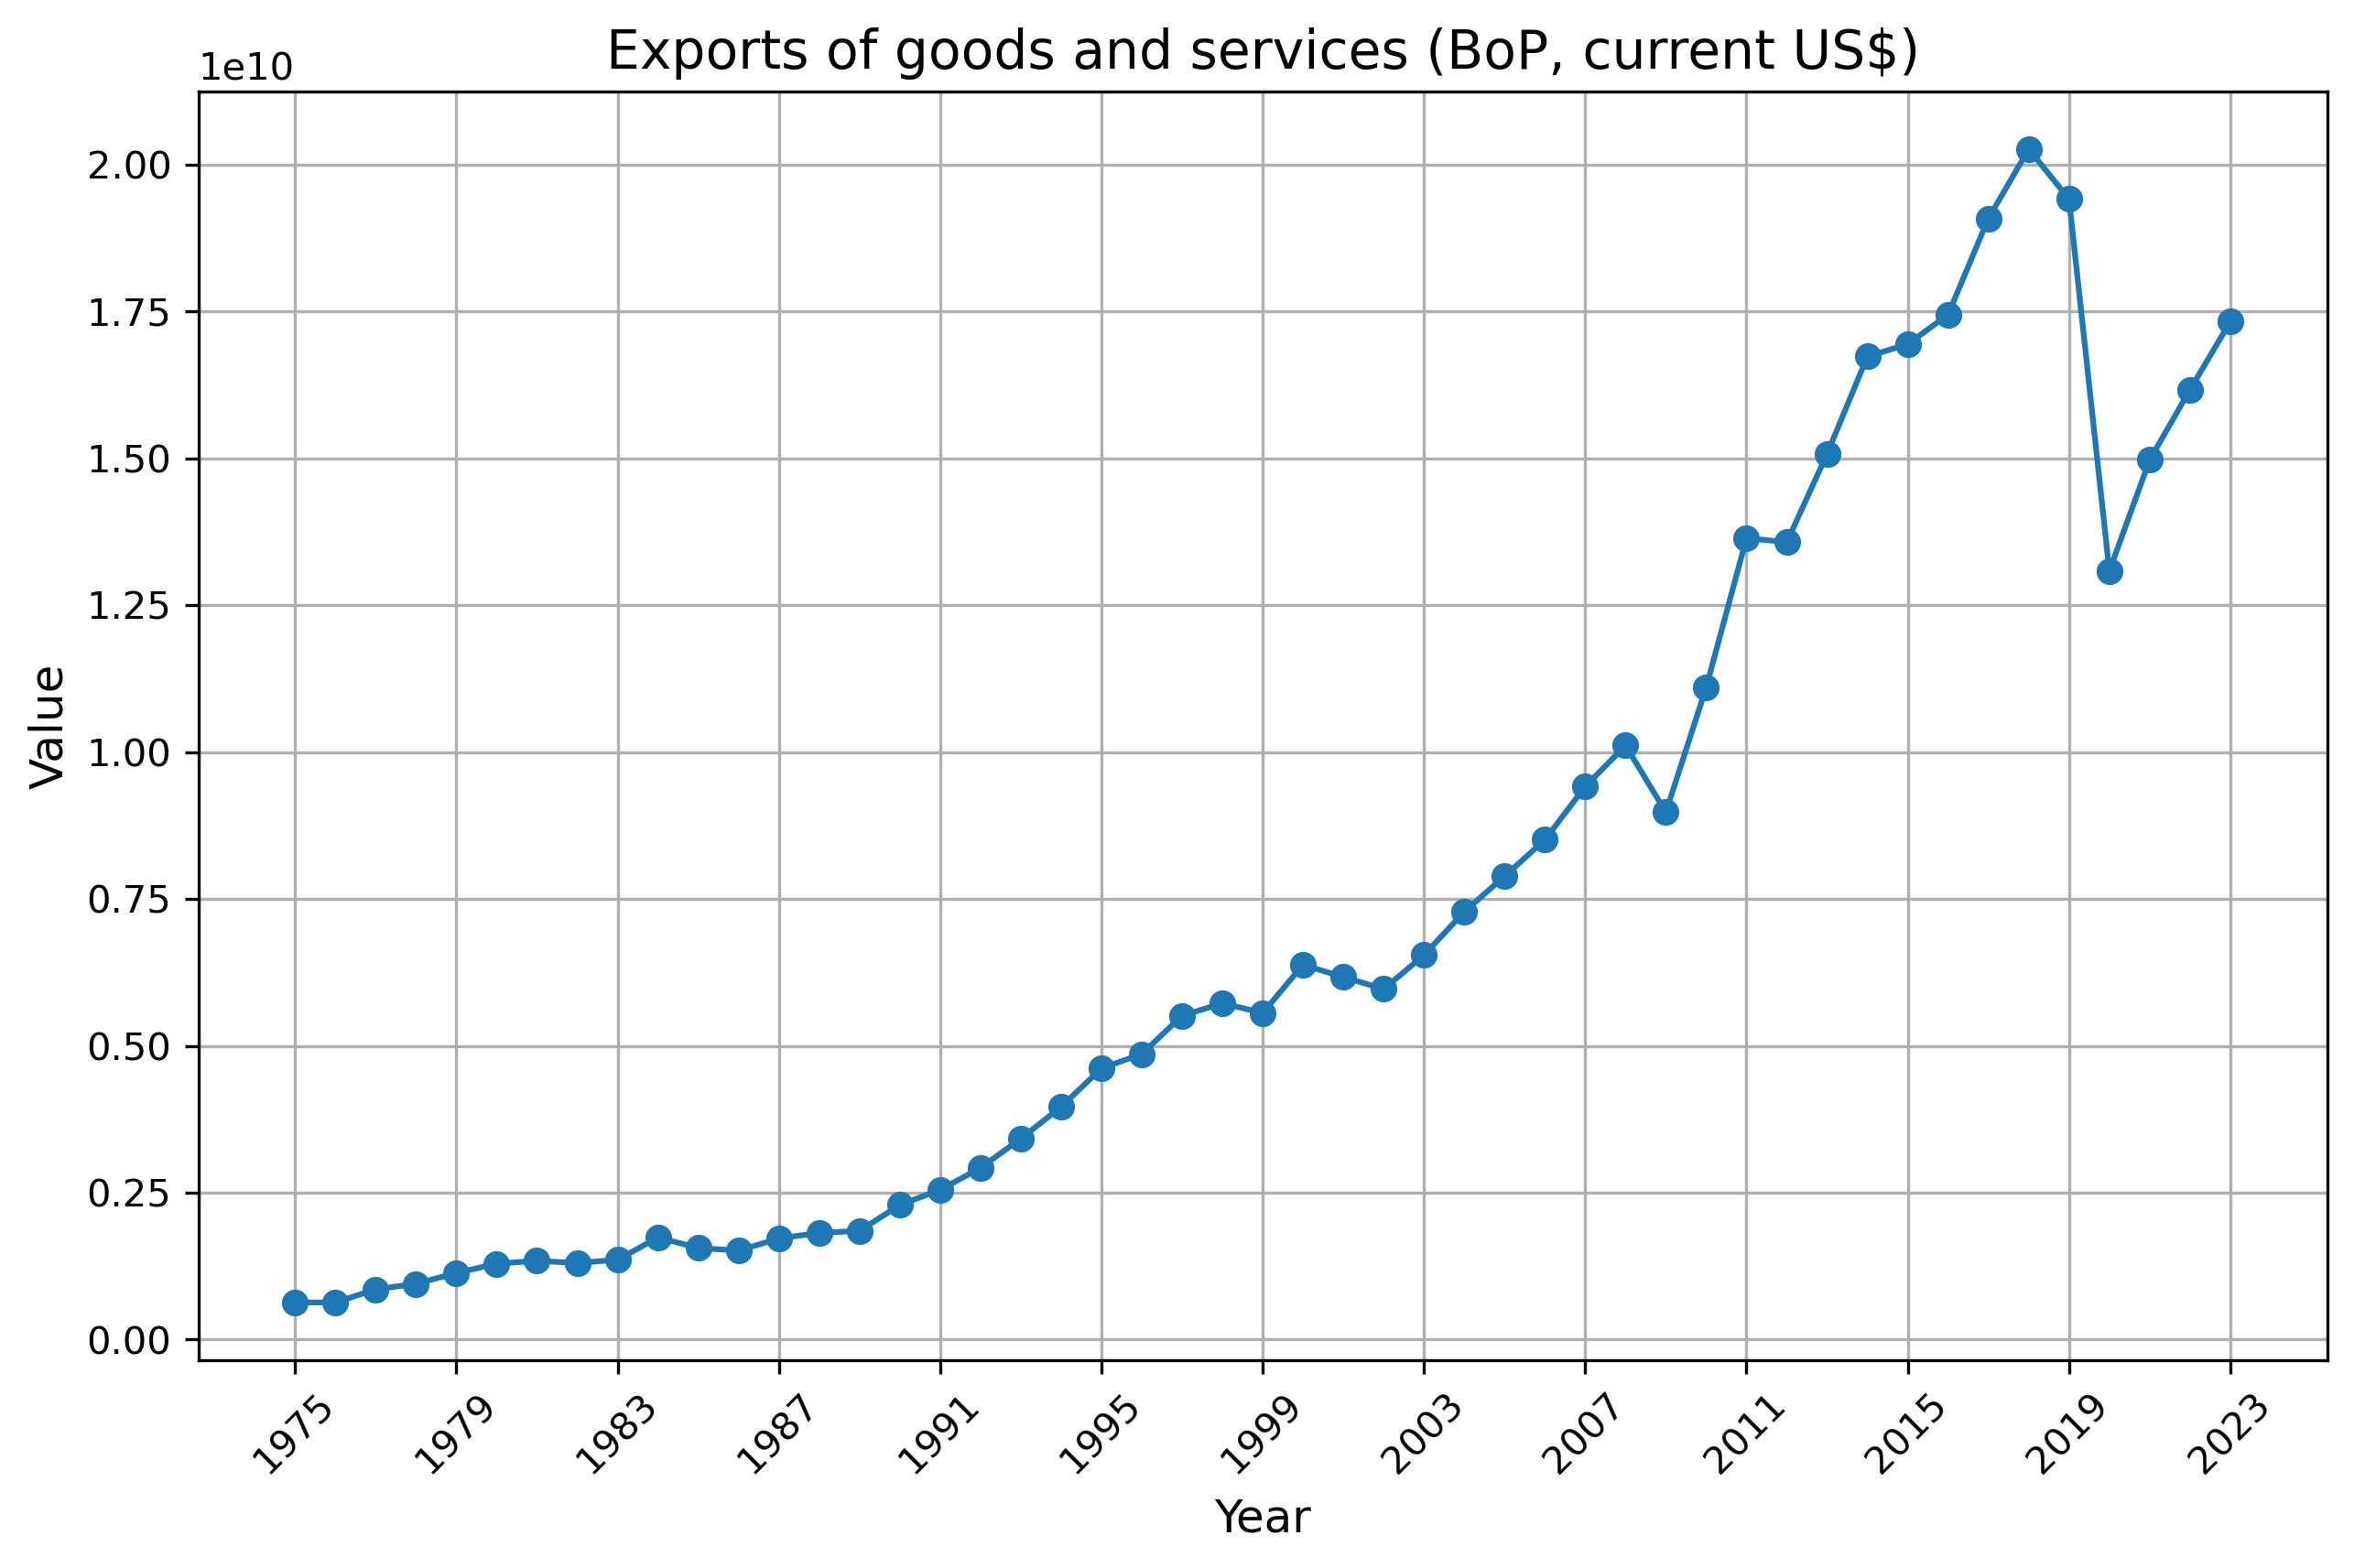 Exports of goods and services (BoP, current US$)
1e10
2.00
1.75
1.50
1.25
1.00
0.75
0.50
0.25
0.00
Value
1975 1979 1983 1987 1991 1995 1999 2003 2007 2011 2015 2019 2023
Year